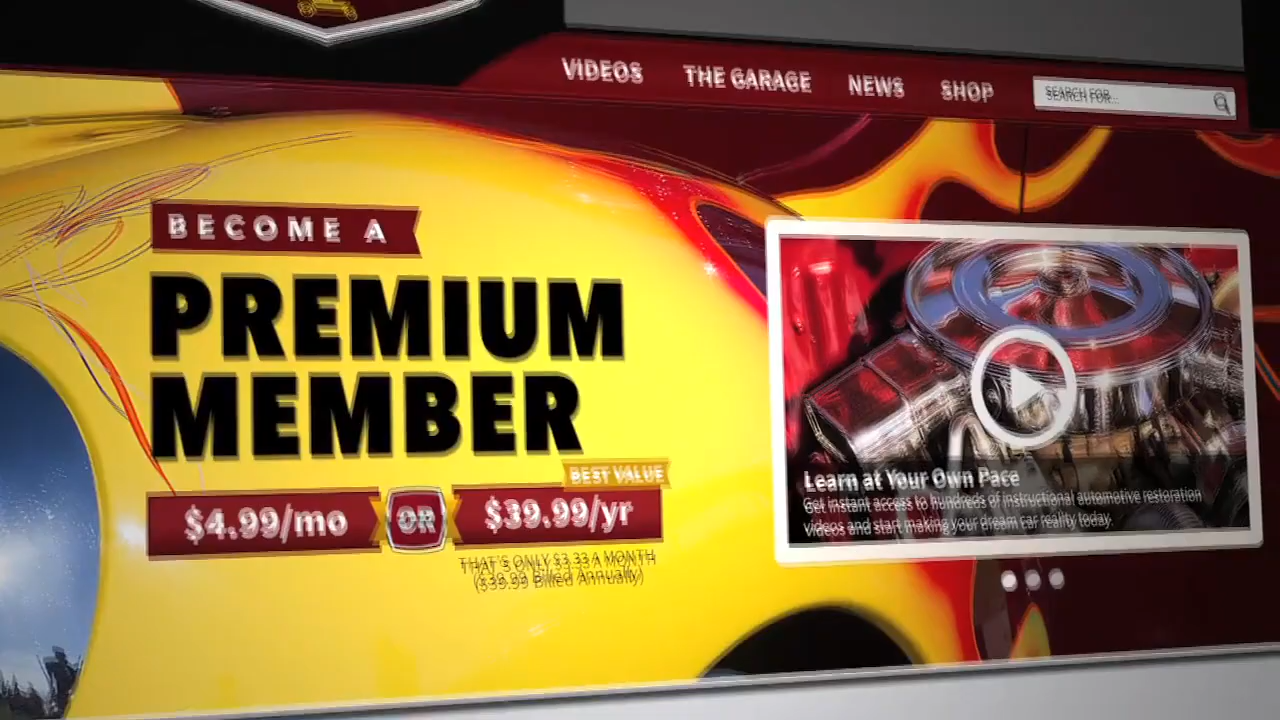 VIDEOS THE GARAGE NEWS SHOP SEARCH FOR...
BECOME A
PREMIUM
MEMBER
BEST VALUE
$4.99/mo OR $39.99/yr
THAT'S ONLY $3.33 A MONTH
($39.99 Billed Annually)
Learn at Your Own Pace
Get instant access to hundreds of instructional automotive restoration
videos and start making your dream car reality today.